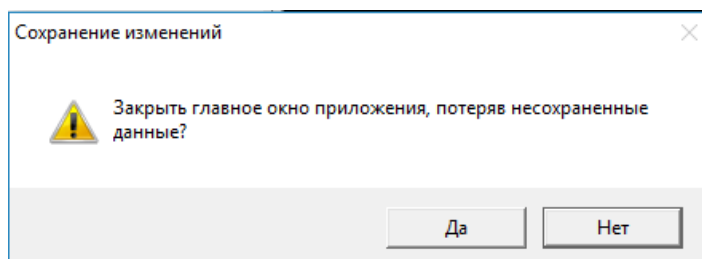 Сохранение изменений
Закрыть главное окно приложения, потеряв несохраненные
данные?
Да
Нет